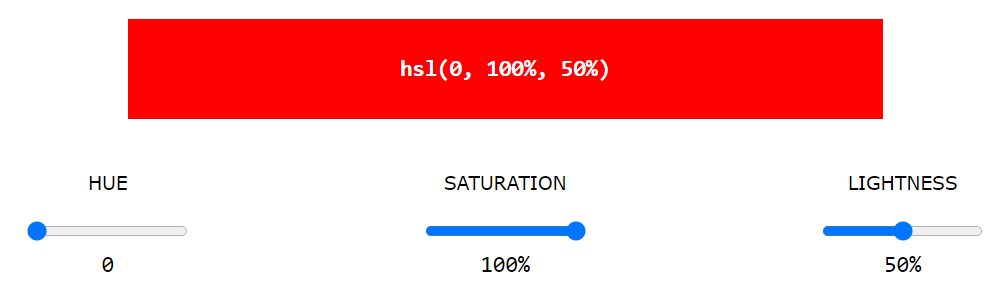 hsl(0, 100%, 50%)
HUE
SATURATION
LIGHTNESS
0
100%
50%